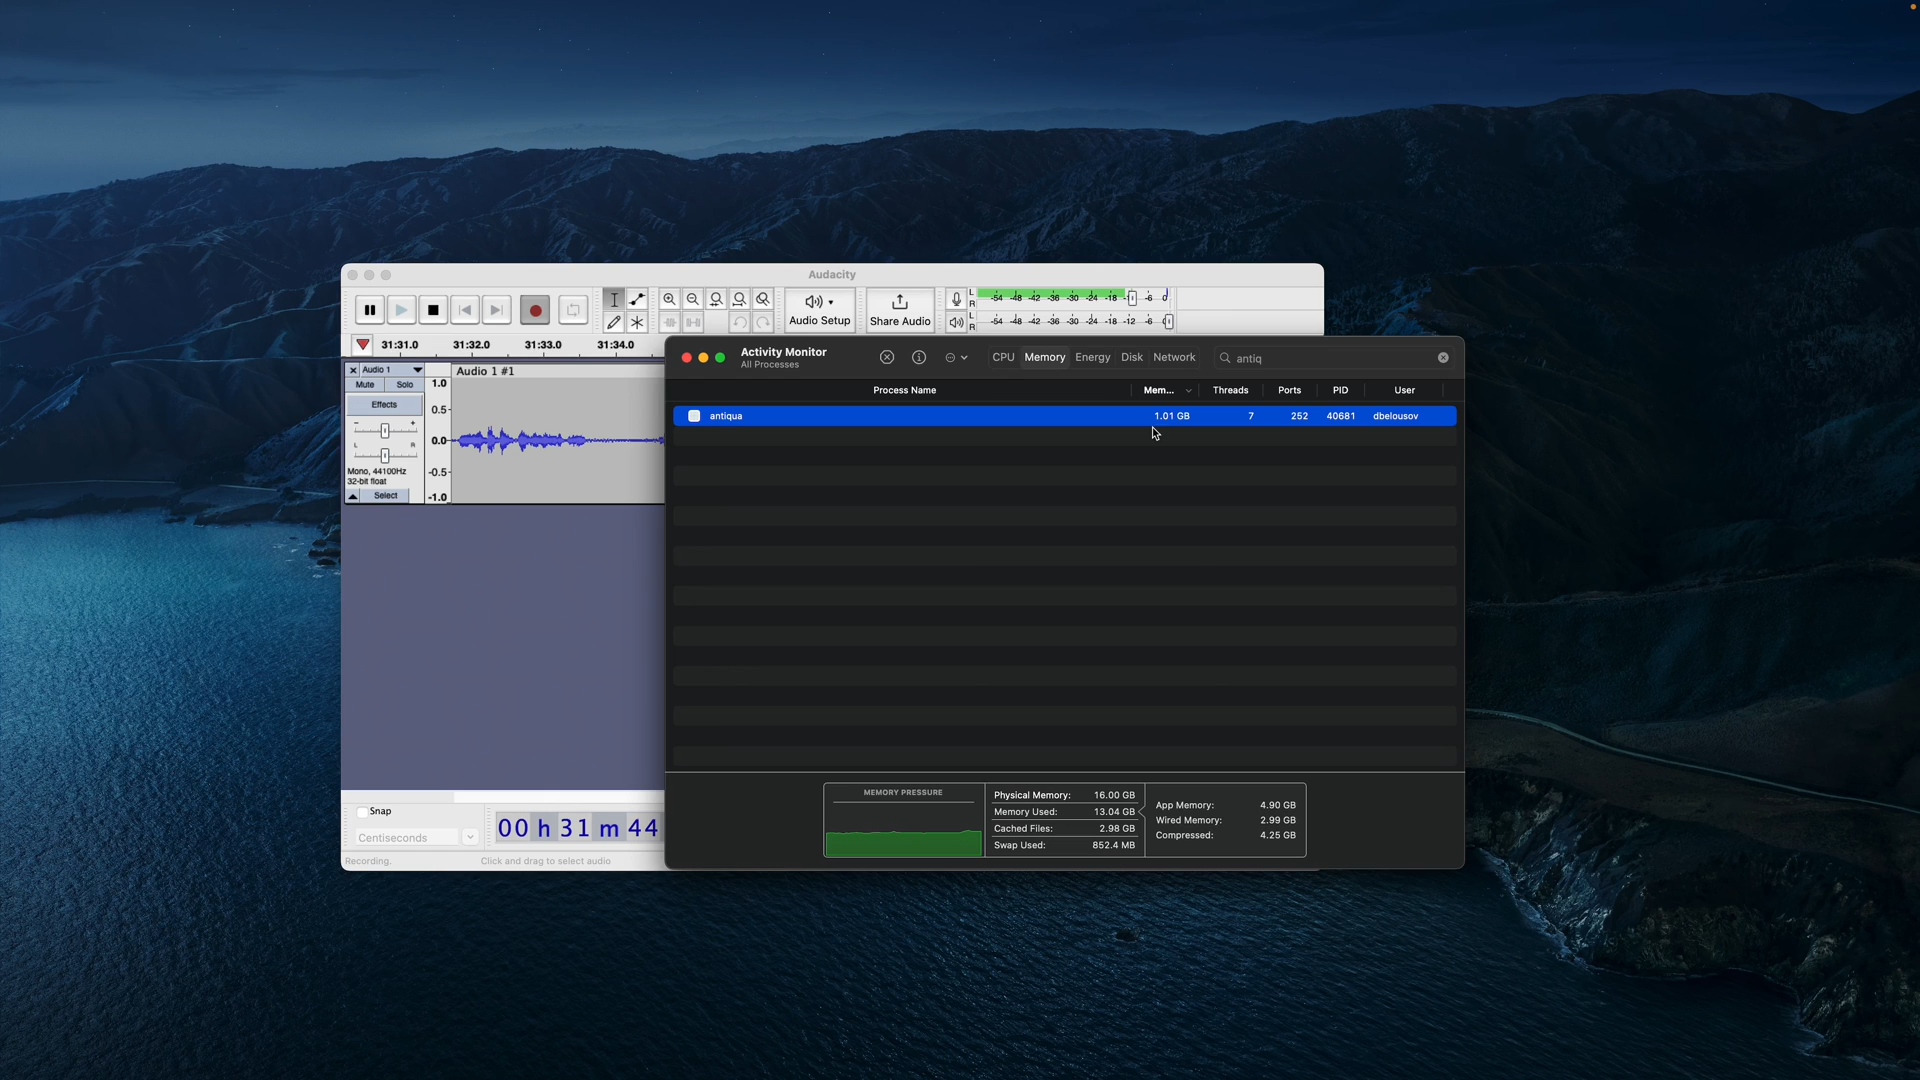 Audacity
Audio Setup
Share Audio
L
R
-54 -48 -42 -36 -30 -24 -18 -12 -6 0
L
R
-54 -48 -42 -36 -30 -24 -18 -12 -6 0
31:31.0 31:32.0 31:33.0 31:34.0
Audio 1
Mute Solo
Effects
- +
L R
Mono, 44100Hz
32-bit float
Select
1.0
0.5
0.0
-0.5
-1.0
Audio 1 #1
Snap
Centiseconds
00 h 31 m 44
Recording.
Click and drag to select audio
Activity Monitor
All Processes
CPU Memory Energy Disk Network
antiq
Process Name Mem... Threads Ports PID User
antiqua 1.01 GB 7 252 40681 dbelousov
MEMORY PRESSURE
Physical Memory: 16.00 GB
Memory Used: 13.04 GB
Cached Files: 2.98 GB
Swap Used: 852.4 MB
App Memory: 4.90 GB
Wired Memory: 2.99 GB
Compressed: 4.25 GB